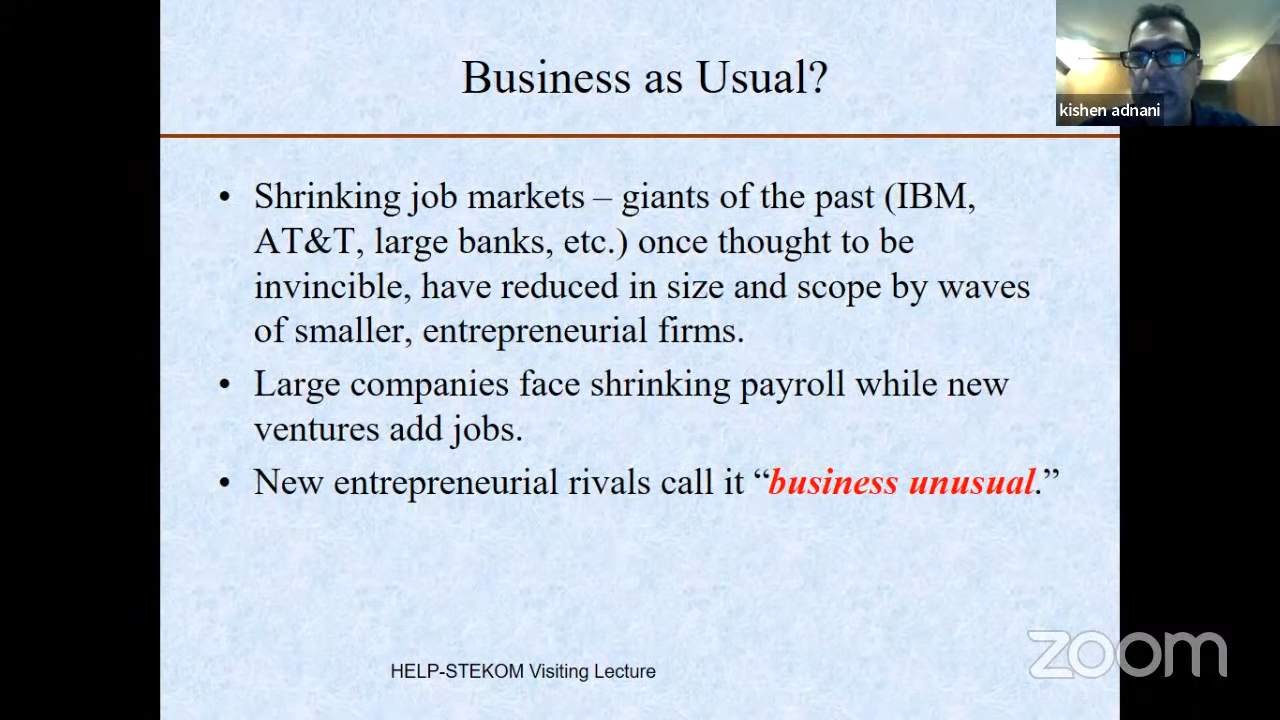 Business as Usual?
kishen adnani
• Shrinking job markets – giants of the past (IBM,
AT&T, large banks, etc.) once thought to be
invincible, have reduced in size and scope by waves
of smaller, entrepreneurial firms.
• Large companies face shrinking payroll while new
ventures add jobs.
• New entrepreneurial rivals call it “business unusual.”
HELP-STEKOM Visiting Lecture
zoom